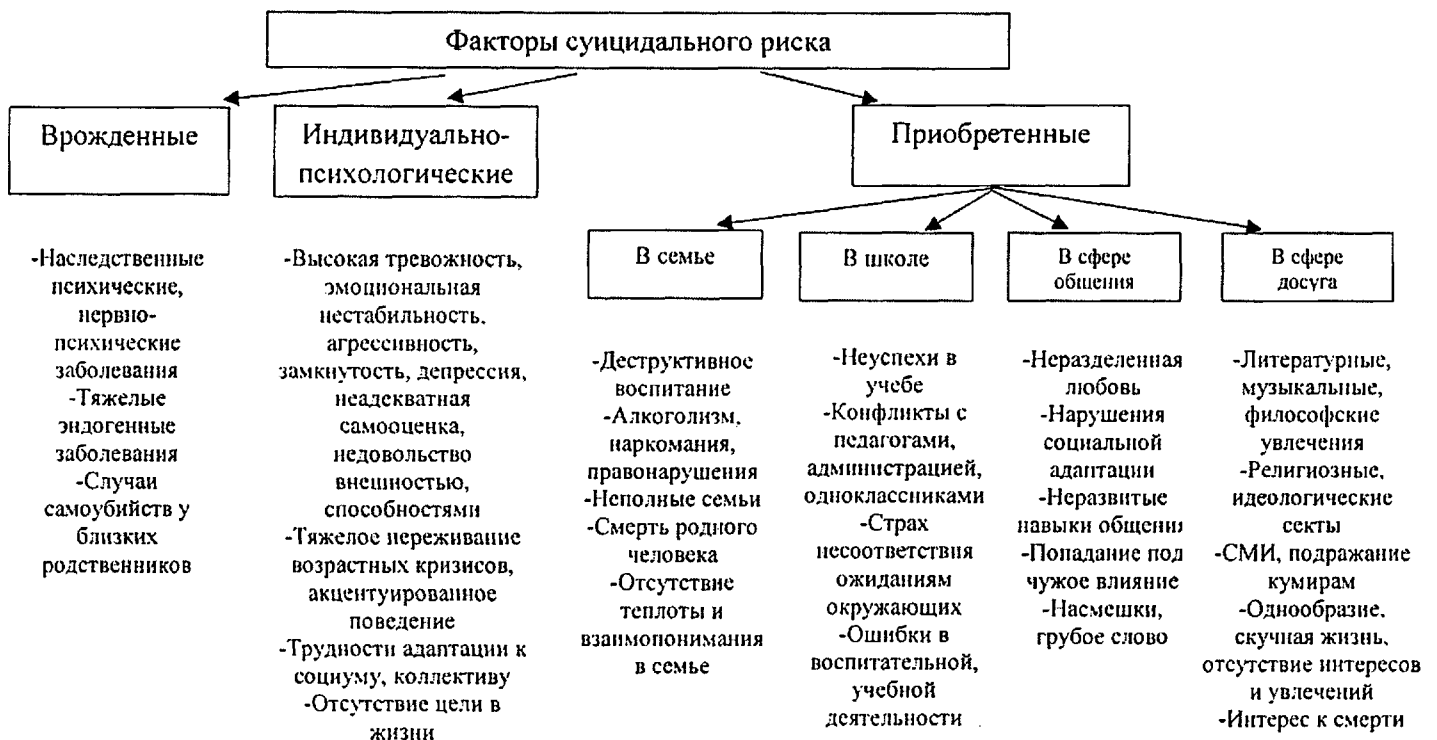 Факторы суицидального риска
Врожденные
Индивидуально-
психологические
Приобретенные
-Наследственные
психические,
нервно-
психические
заболевания
-Тяжелые
эндогенные
заболевания
-Случаи
самоубийств у
близких
родственников
-Высокая тревожность,
эмоциональная
нестабильность,
агрессивность,
замкнутость, депрессия,
неадекватная
самооценка,
недовольство
внешностью,
способностями
-Тяжелое переживание
возрастных кризисов,
акцентуированное
поведение
-Трудности адаптации к
социуму, коллективу
-Отсутствие цели в
жизни
В семье
-Деструктивное
воспитание
-Алкоголизм,
наркомания,
правонарушения
-Неполные семьи
-Смерть родного
человека
-Отсутствие
теплоты и
взаимопонимания
в семье
В школе
-Неуспехи в
учебе
-Конфликты с
педагогами,
администрацией,
одноклассниками
-Страх
несоответствия
ожиданиям
окружающих
-Ошибки в
воспитательной,
учебной
деятельности
В сфере
общения
-Неразделенная
любовь
-Нарушения
социальной
адаптации
-Неразвитые
навыки общения
-Попадание под
чужое влияние
-Насмешки,
грубое слово
В сфере
досуга
-Литературные,
музыкальные,
философские
увлечения
-Религиозные,
идеологические
секты
-СМИ, подражание
кумирам
-Однообразие,
скучная жизнь,
отсутствие интересов
и увлечений
-Интерес к смерти